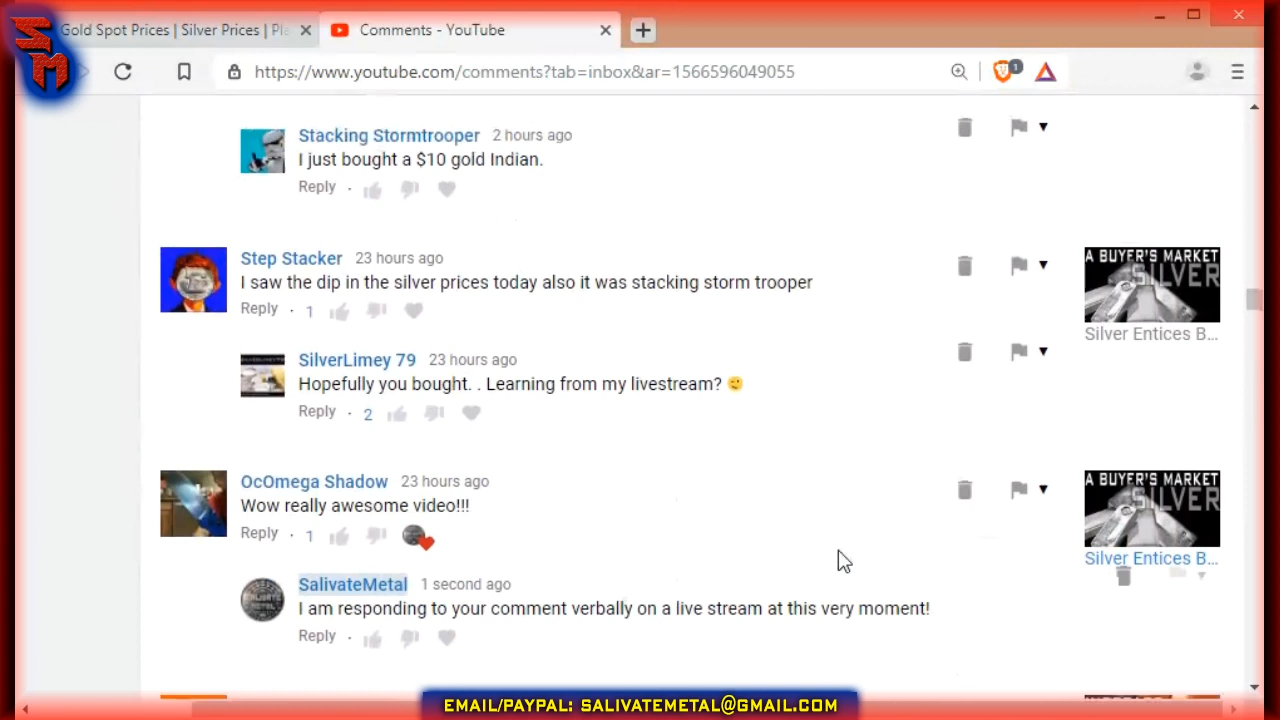 SM
Gold Spot Prices | Silver Prices | Pl
Comments - YouTube
https://www.youtube.com/comments?tab=inbox&ar=1566596049055
1
Stacking Stormtrooper 2 hours ago
I just bought a $10 gold Indian.
Reply ·
Step Stacker 23 hours ago
I saw the dip in the silver prices today also it was stacking storm trooper
Reply · 1
A BUYER'S MARKET
SILVER
Silver Entices B...
SilverLimey 79 23 hours ago
Hopefully you bought. . Learning from my livestream?
Reply · 2
OcOmega Shadow 23 hours ago
Wow really awesome video!!!
Reply · 1
A BUYER'S MARKET
SILVER
Silver Entices B...
SalivateMetal 1 second ago
I am responding to your comment verbally on a live stream at this very moment!
Reply ·
EMAIL/PAYPAL: SALIVATEMETAL@GMAIL.COM